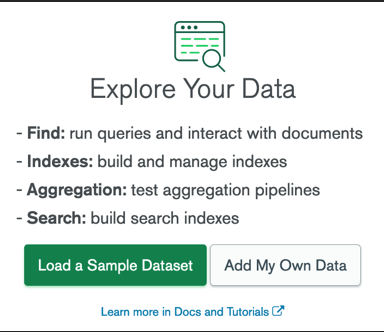 Explore Your Data
- Find: run queries and interact with documents
- Indexes: build and manage indexes
- Aggregation: test aggregation pipelines
- Search: build search indexes
Load a Sample Dataset
Add My Own Data
Learn more in Docs and Tutorials